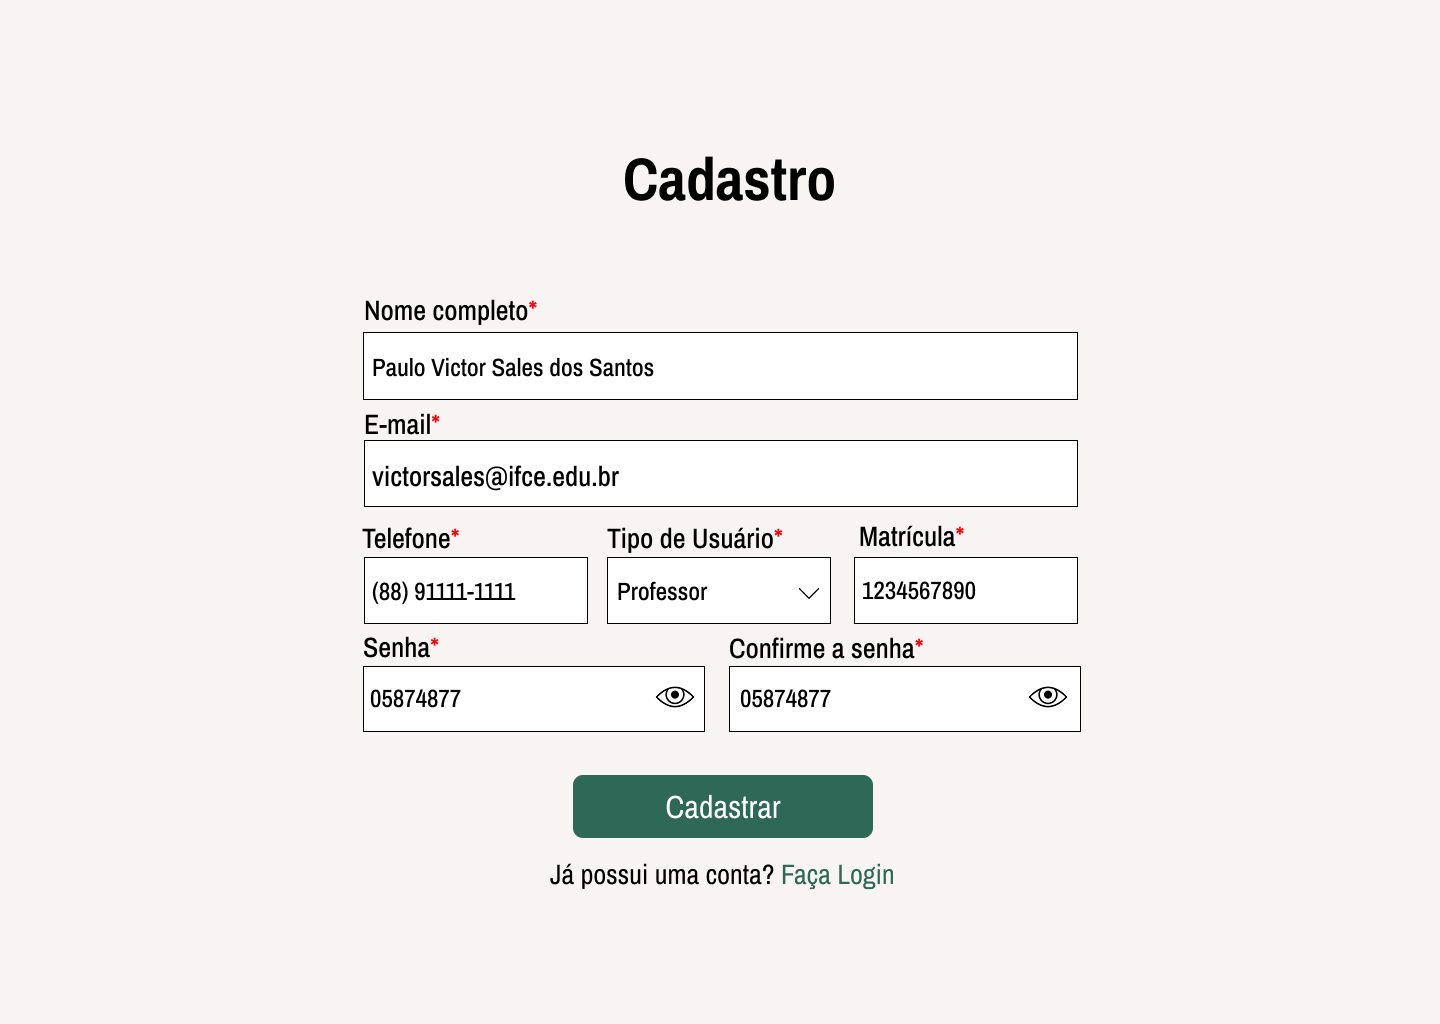 Cadastro
Nome completo*
Paulo Victor Sales dos Santos
E-mail*
victorsales@ifce.edu.br
Telefone* Tipo de Usuário* Matrícula*
(88) 91111-1111 Professor 1234567890
Senha* Confirme a senha*
05874877 05874877
Cadastrar
Já possui uma conta? Faça Login